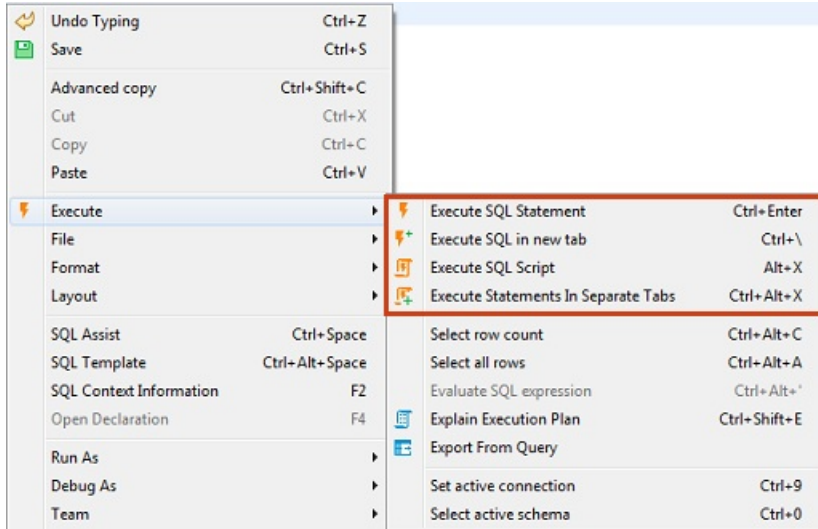 Undo Typing Ctrl+Z
Save Ctrl+S
Advanced copy Ctrl+Shift+C
Cut Ctrl+X
Copy Ctrl+C
Paste Ctrl+V
Execute
File
Format
Layout
SQL Assist Ctrl+Space
SQL Template Ctrl+Alt+Space
SQL Context Information F2
Open Declaration F4
Run As
Debug As
Team
Execute SQL Statement Ctrl+Enter
Execute SQL in new tab Ctrl+\
Execute SQL Script Alt+X
Execute Statements In Separate Tabs Ctrl+Alt+X
Select row count Ctrl+Alt+C
Select all rows Ctrl+Alt+A
Evaluate SQL expression Ctrl+Alt+'
Explain Execution Plan Ctrl+Shift+E
Export From Query
Set active connection Ctrl+9
Select active schema Ctrl+0